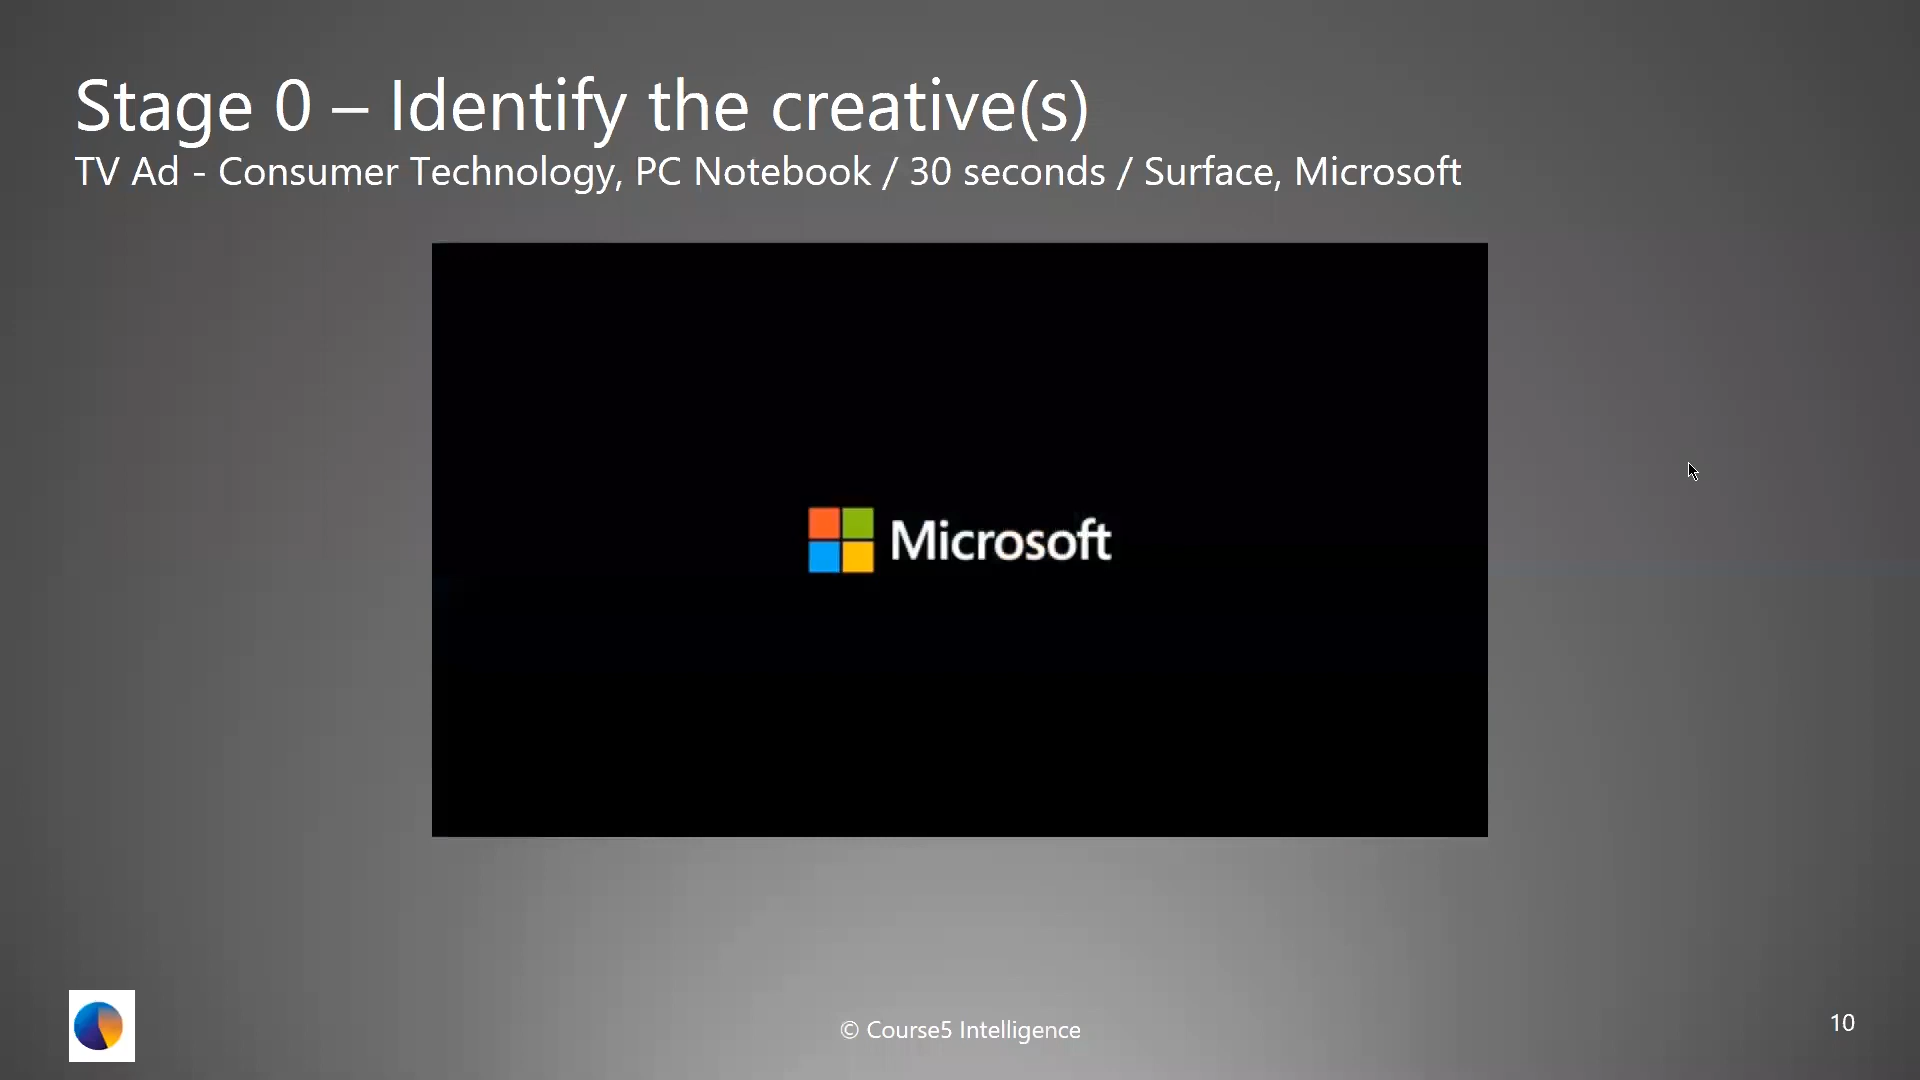 Stage 0 – Identify the creative(s)
TV Ad - Consumer Technology, PC Notebook / 30 seconds / Surface, Microsoft
Microsoft
© Course5 Intelligence
10